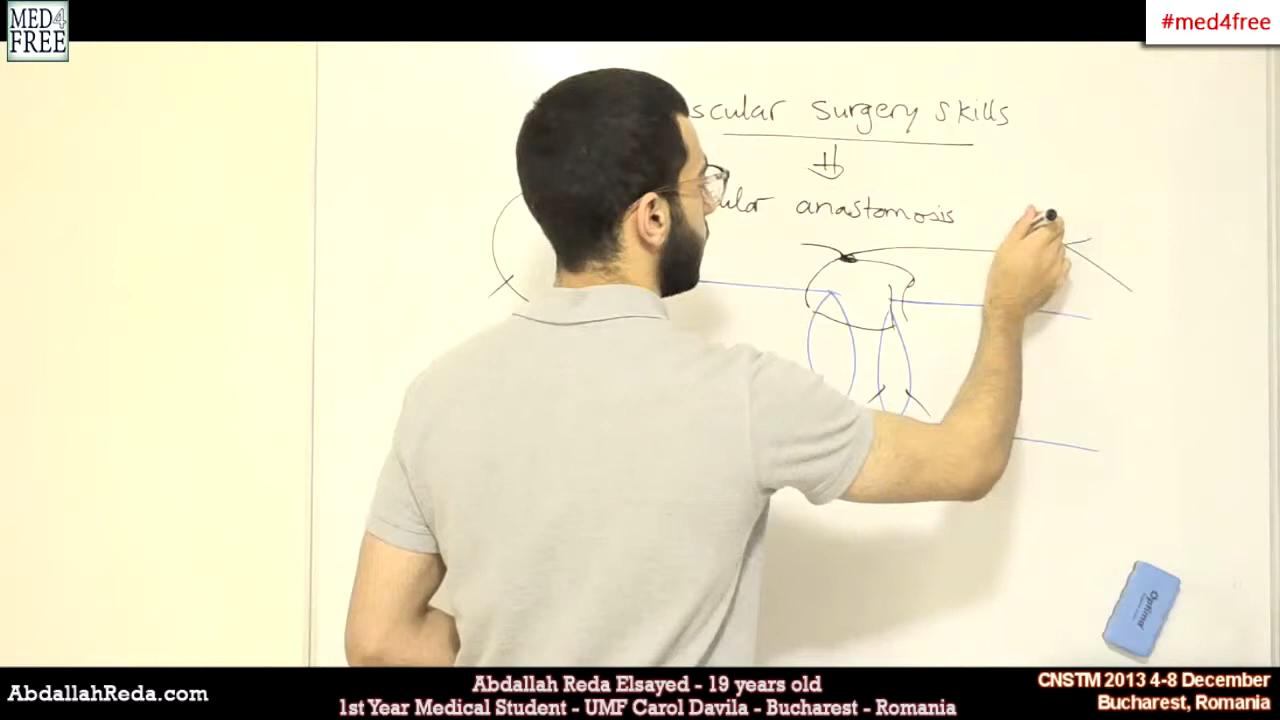 MED4
FREE
#med4free
scular surgery skills
ular anastomosis
Optima
AbdallahReda.com
Abdallah Reda Elsayed - 19 years old
1st Year Medical Student - UMF Carol Davila - Bucharest - Romania
CNSTM 2013 4-8 December
Bucharest, Romania